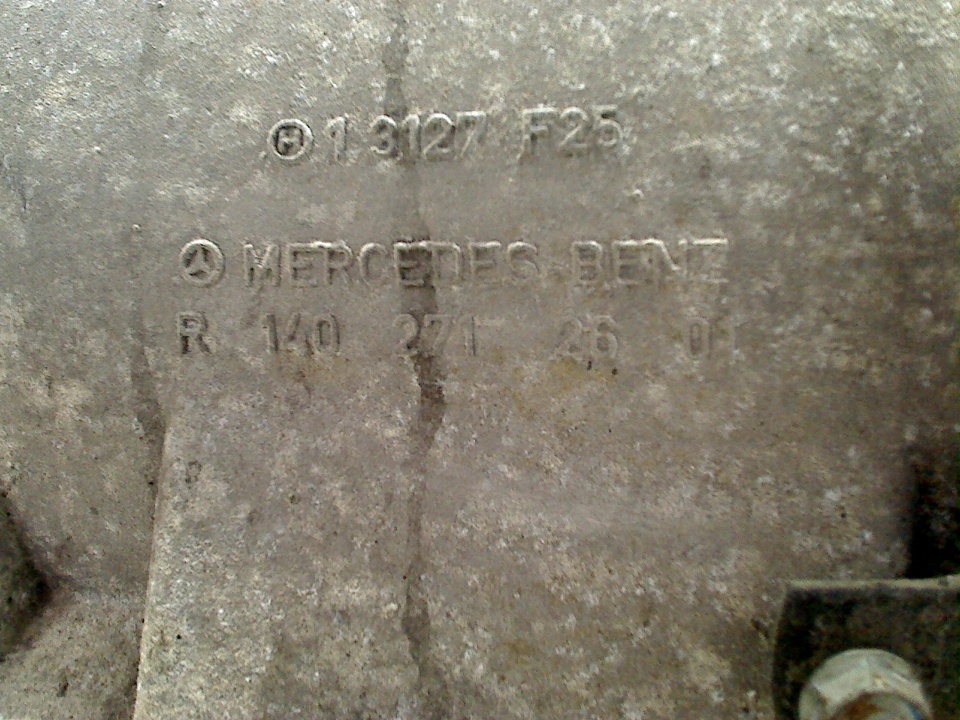 H 1 3127 F25
MERCEDES-BENZ
R 140 271 26 01